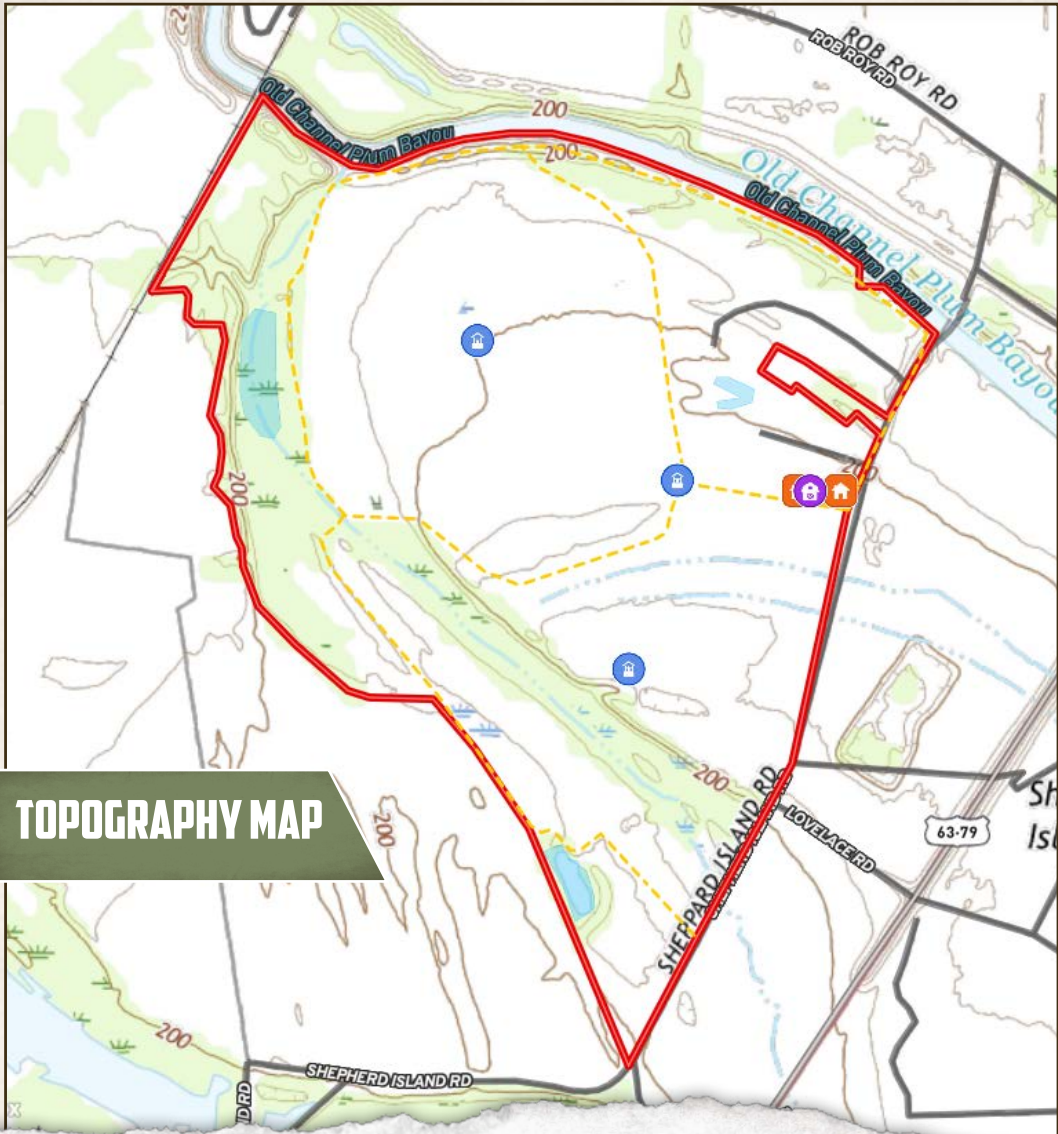 ROB ROY RD
ROB ROY RD
Old Channel Plum Bayou
200
200
Old Channel Plum Bayou
Old Channel Plum Bayou
200
200
200
SHEPPARD ISLAND RD
LOVELACE RD
63-79
TOPOGRAPHY MAP
200
200
SHEPHERD ISLAND RD
X